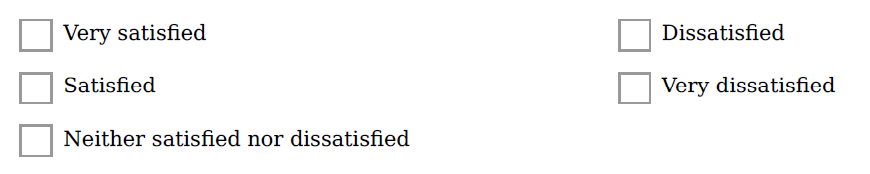 Very satisfied
Satisfied
Neither satisfied nor dissatisfied
Dissatisfied
Very dissatisfied